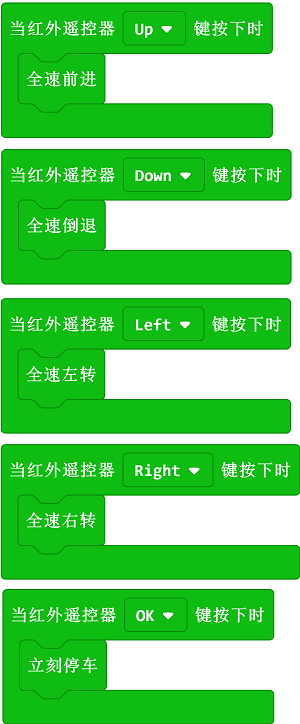 当红外遥控器 Up 键按下时
全速前进
当红外遥控器 Down 键按下时
全速倒退
当红外遥控器 Left 键按下时
全速左转
当红外遥控器 Right 键按下时
全速右转
当红外遥控器 OK 键按下时
立刻停车